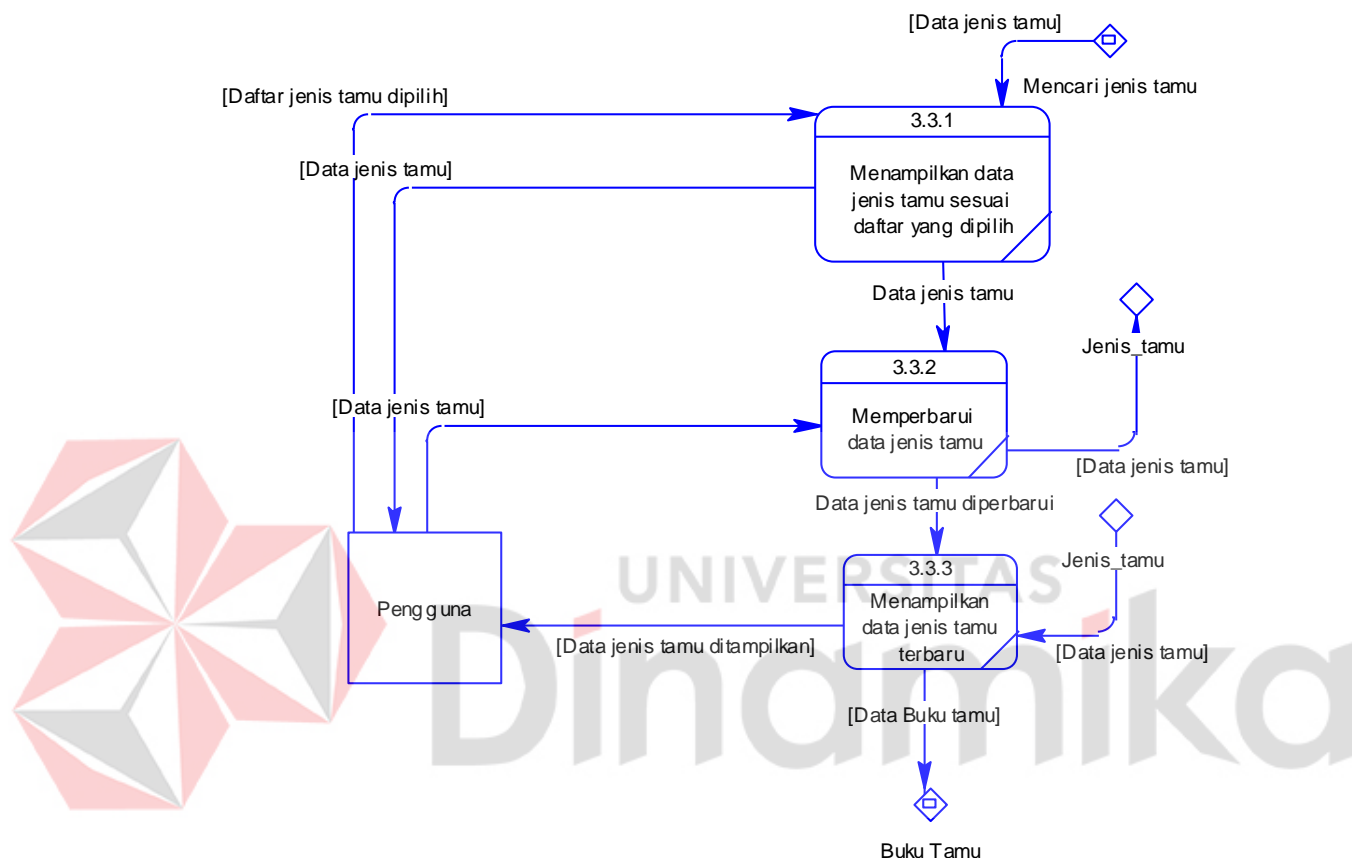 [Data jenis tamu]
Mencari jenis tamu
[Daftar jenis tamu dipilih]
3.3.1
[Data jenis tamu]
Menampilkan data
jenis tamu sesuai
daftar yang dipilih
Data jenis tamu
Jenis_tamu
3.3.2
[Data jenis tamu]
Memperbarui
data jenis tamu
[Data jenis tamu]
Data jenis tamu diperbarui
Jenis_tamu
3.3.3
UNIVERSITAS
Dinamika
Pengguna
Menampilkan
data jenis tamu
terbaru
[Data jenis tamu ditampilkan]
[Data jenis tamu]
[Data Buku tamu]
Buku Tamu